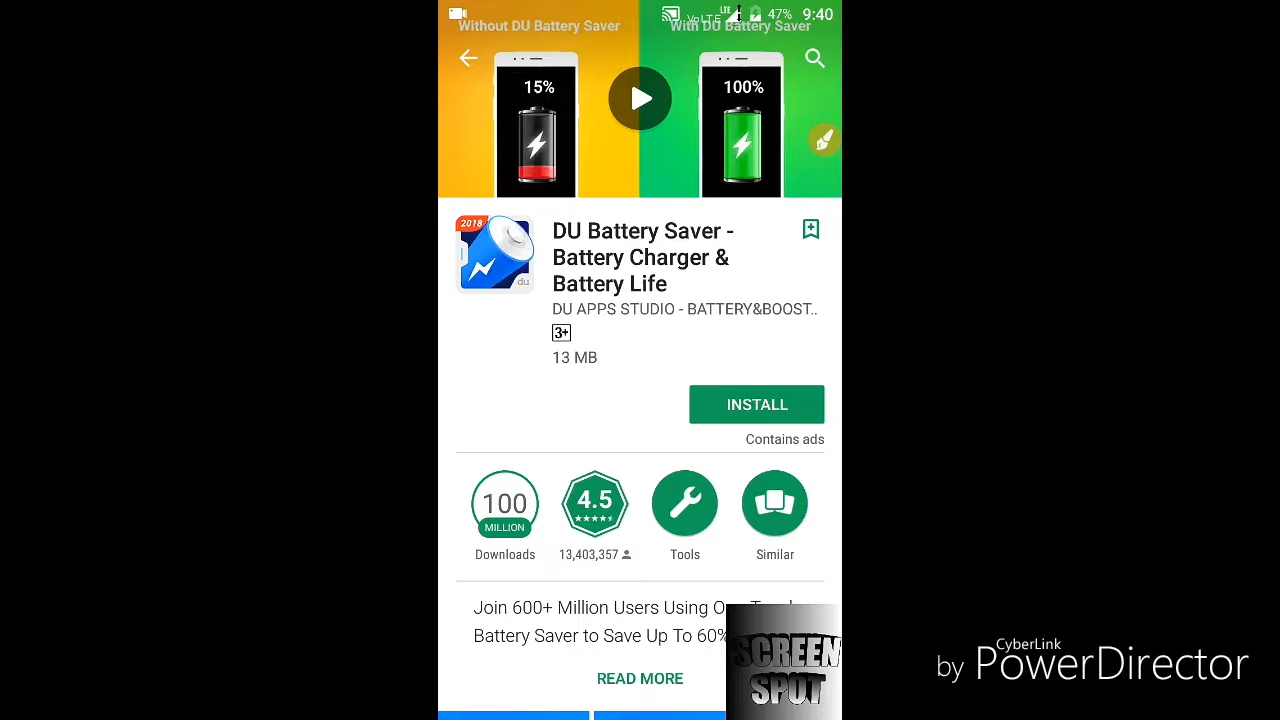 Without DU Battery Saver
With DU Battery Saver
VoLTE
LTE
47%
9:40
15%
100%
2018
du
DU Battery Saver -
Battery Charger &
Battery Life
DU APPS STUDIO - BATTERY&BOOST..
3+
13 MB
INSTALL
Contains ads
100
MILLION
4.5
Downloads
13,403,357
Tools
Similar
Join 600+ Million Users Using
Battery Saver to Save Up To 60%
READ MORE
SCREEN
SPOT
CyberLink
by PowerDirector